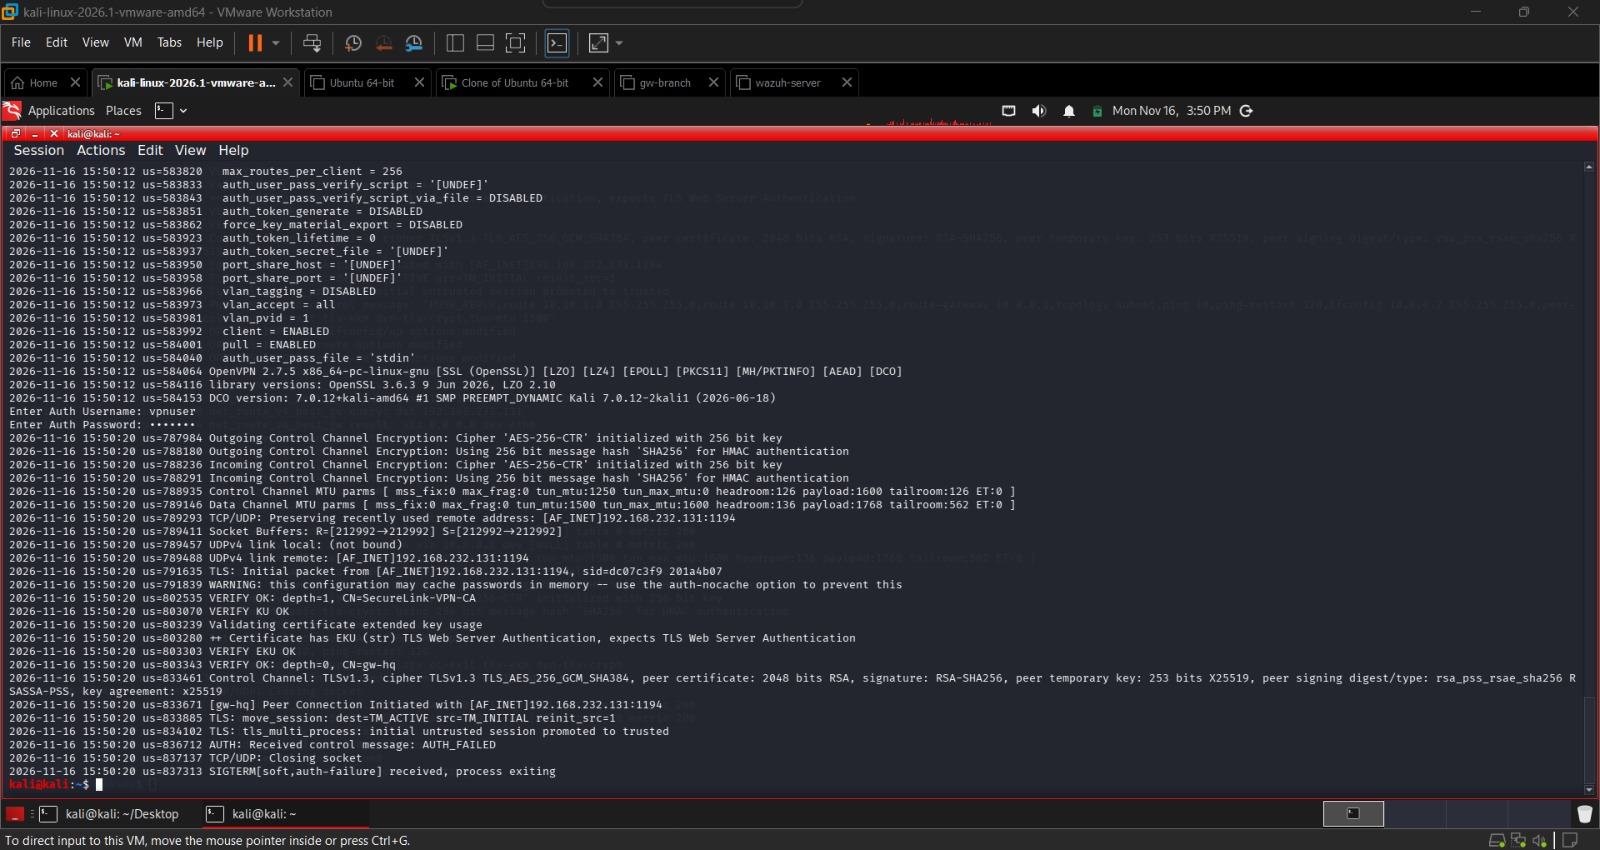 kali-linux-2026.1-vmware-amd64 - VMware Workstation
File Edit View VM Tabs Help
Home kali-linux-2026.1-vmware-a... Ubuntu 64-bit Clone of Ubuntu 64-bit gw-branch wazuh-server
Applications Places Mon Nov 16, 3:50 PM
kali@kali: ~
Session Actions Edit View Help
2026-11-16 15:50:12 us=583820 max_routes_per_client = 256
2026-11-16 15:50:12 us=583833 auth_user_pass_verify_script = '[UNDEF]'
2026-11-16 15:50:12 us=583843 auth_user_pass_verify_script_via_file = DISABLED
2026-11-16 15:50:12 us=583851 auth_token_generate = DISABLED
2026-11-16 15:50:12 us=583862 force_key_material_export = DISABLED
2026-11-16 15:50:12 us=583923 auth_token_lifetime = 0
2026-11-16 15:50:12 us=583937 auth_token_secret_file = '[UNDEF]'
2026-11-16 15:50:12 us=583950 port_share_host = '[UNDEF]'
2026-11-16 15:50:12 us=583958 port_share_port = '[UNDEF]'
2026-11-16 15:50:12 us=583966 vlan_tagging = DISABLED
2026-11-16 15:50:12 us=583973 vlan_accept = all
2026-11-16 15:50:12 us=583981 vlan_pvid = 1
2026-11-16 15:50:12 us=583992 client = ENABLED
2026-11-16 15:50:12 us=584001 pull = ENABLED
2026-11-16 15:50:12 us=584040 auth_user_pass_file = 'stdin'
2026-11-16 15:50:12 us=584064 OpenVPN 2.7.5 x86_64-pc-linux-gnu [SSL (OpenSSL)] [LZO] [LZ4] [EPOLL] [PKCS11] [MH/PKTINFO] [AEAD] [DCO]
2026-11-16 15:50:12 us=584116 library versions: OpenSSL 3.6.3 9 Jun 2026, LZO 2.10
2026-11-16 15:50:12 us=584153 DCO version: 7.0.12+kali-amd64 #1 SMP PREEMPT_DYNAMIC Kali 7.0.12-2kali1 (2026-06-18)
Enter Auth Username: vpnuser
Enter Auth Password: •••••••
2026-11-16 15:50:20 us=787984 Outgoing Control Channel Encryption: Cipher 'AES-256-CTR' initialized with 256 bit key
2026-11-16 15:50:20 us=788180 Outgoing Control Channel Encryption: Using 256 bit message hash 'SHA256' for HMAC authentication
2026-11-16 15:50:20 us=788236 Incoming Control Channel Encryption: Cipher 'AES-256-CTR' initialized with 256 bit key
2026-11-16 15:50:20 us=788291 Incoming Control Channel Encryption: Using 256 bit message hash 'SHA256' for HMAC authentication
2026-11-16 15:50:20 us=788935 Control Channel MTU parms [ mss_fix:0 max_frag:0 tun_mtu:1250 tun_max_mtu:0 headroom:126 payload:1600 tailroom:126 ET:0 ]
2026-11-16 15:50:20 us=789146 Data Channel MTU parms [ mss_fix:0 max_frag:0 tun_mtu:1500 tun_max_mtu:1600 headroom:136 payload:1768 tailroom:562 ET:0 ]
2026-11-16 15:50:20 us=789293 TCP/UDP: Preserving recently used remote address: [AF_INET]192.168.232.131:1194
2026-11-16 15:50:20 us=789411 Socket Buffers: R=[212992→212992] S=[212992→212992]
2026-11-16 15:50:20 us=789457 UDPv4 link local: (not bound)
2026-11-16 15:50:20 us=789488 UDPv4 link remote: [AF_INET]192.168.232.131:1194
2026-11-16 15:50:20 us=791635 TLS: Initial packet from [AF_INET]192.168.232.131:1194, sid=dc07c3f9 201a4b07
2026-11-16 15:50:20 us=791839 WARNING: this configuration may cache passwords in memory -- use the auth-nocache option to prevent this
2026-11-16 15:50:20 us=802535 VERIFY OK: depth=1, CN=SecureLink-VPN-CA
2026-11-16 15:50:20 us=803070 VERIFY KU OK
2026-11-16 15:50:20 us=803239 Validating certificate extended key usage
2026-11-16 15:50:20 us=803280 ++ Certificate has EKU (str) TLS Web Server Authentication, expects TLS Web Server Authentication
2026-11-16 15:50:20 us=803303 VERIFY EKU OK
2026-11-16 15:50:20 us=803343 VERIFY OK: depth=0, CN=gw-hq
2026-11-16 15:50:20 us=833461 Control Channel: TLSv1.3, cipher TLSv1.3 TLS_AES_256_GCM_SHA384, peer certificate: 2048 bits RSA, signature: RSA-SHA256, peer temporary key: 253 bits X25519, peer signing digest/type: rsa_pss_rsae_sha256 R
SASSA-PSS, key agreement: x25519
2026-11-16 15:50:20 us=833671 [gw-hq] Peer Connection Initiated with [AF_INET]192.168.232.131:1194
2026-11-16 15:50:20 us=833885 TLS: move_session: dest=TM_ACTIVE src=TM_INITIAL reinit_src=1
2026-11-16 15:50:20 us=834102 TLS: tls_multi_process: initial untrusted session promoted to trusted
2026-11-16 15:50:20 us=836712 AUTH: Received control message: AUTH_FAILED
2026-11-16 15:50:20 us=837137 TCP/UDP: Closing socket
2026-11-16 15:50:20 us=837313 SIGTERM[soft,auth-failure] received, process exiting
kali@kali:~$
kali@kali: ~/Desktop kali@kali: ~
To direct input to this VM, move the mouse pointer inside or press Ctrl+G.